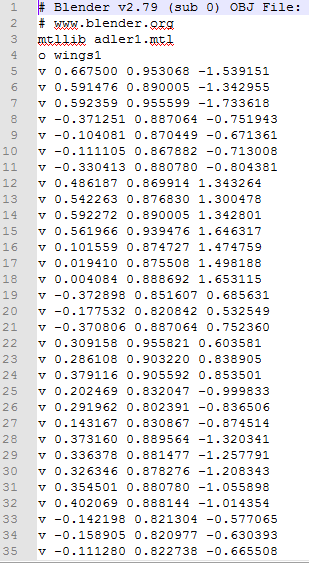 1 # Blender v2.79 (sub 0) OBJ File:
2 # www.blender.org
3 mtllib adler1.mtl
4 o wings1
5 v 0.667500 0.953068 -1.539151
6 v 0.591476 0.890005 -1.342955
7 v 0.592359 0.955599 -1.733618
8 v -0.371251 0.887064 -0.751943
9 v -0.104081 0.870449 -0.671361
10 v -0.111105 0.867882 -0.713008
11 v -0.330413 0.880780 -0.804381
12 v 0.486187 0.869914 1.343264
13 v 0.542263 0.876830 1.300478
14 v 0.592272 0.890005 1.342801
15 v 0.561966 0.939476 1.646317
16 v 0.101559 0.874727 1.474759
17 v 0.019410 0.875508 1.498188
18 v 0.004084 0.888692 1.653115
19 v -0.372898 0.851607 0.685631
20 v -0.177532 0.820842 0.532549
21 v -0.370806 0.887064 0.752360
22 v 0.309158 0.955821 0.603581
23 v 0.286108 0.903220 0.838905
24 v 0.379116 0.905592 0.853501
25 v 0.202469 0.832047 -0.999833
26 v 0.291962 0.802391 -0.836506
27 v 0.143167 0.830867 -0.874514
28 v 0.373160 0.889564 -1.320341
29 v 0.336378 0.881477 -1.257791
30 v 0.326346 0.878276 -1.208343
31 v 0.354501 0.880780 -1.055898
32 v 0.402069 0.888144 -1.014354
33 v -0.142198 0.821304 -0.577065
34 v -0.158905 0.820977 -0.630393
35 v -0.111280 0.822738 -0.665508